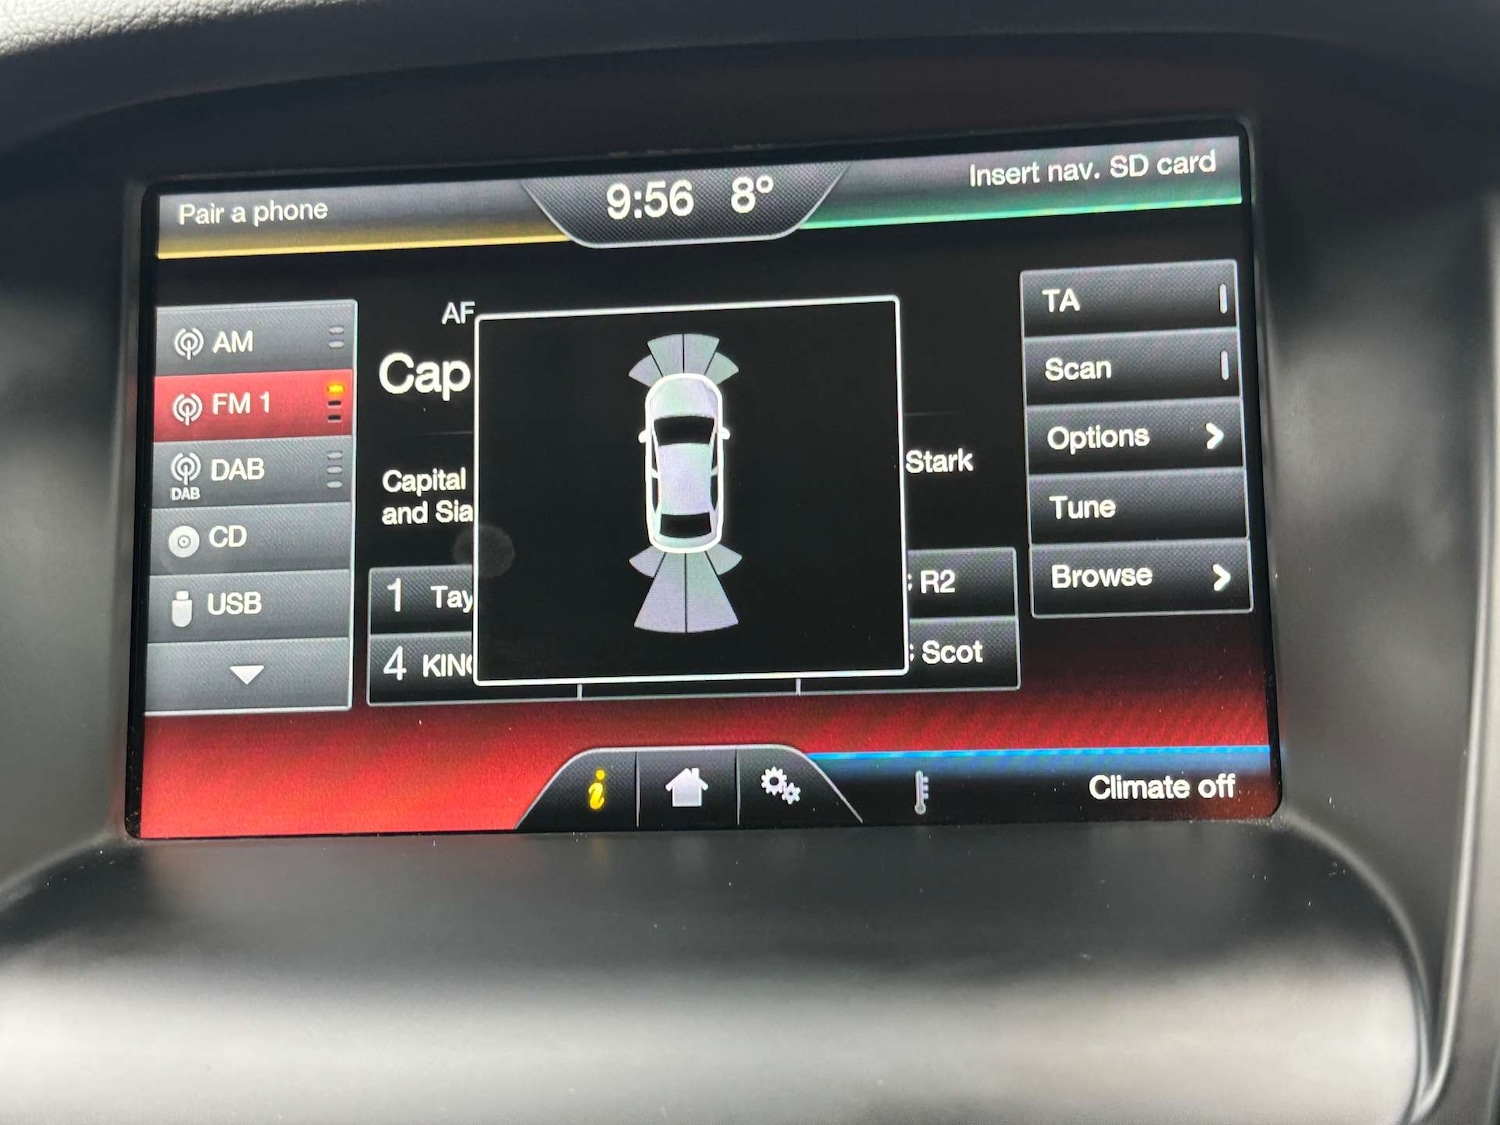 Pair a phone
9:56 8°
Insert nav. SD card
AM
FM 1
DAB
DAB
CD
USB
AF
Cap
Capital
and Sia
Stark
1 Tay
R2
4 KING
Scot
TA
Scan
Options
Tune
Browse
Climate off